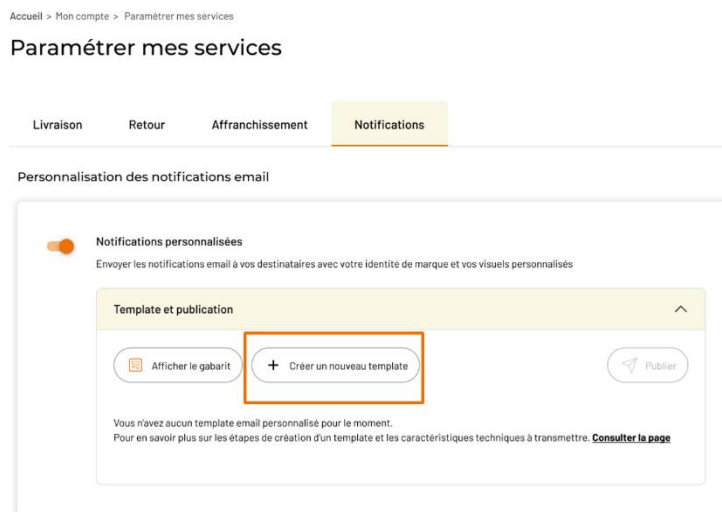 Accueil > Mon compte > Paramétrer mes services
Paramétrer mes services
Livraison Retour Affranchissement Notifications
Personnalisation des notifications email
Notifications personnalisées
Envoyer les notifications email à vos destinataires avec votre identité de marque et vos visuels personnalisés
Template et publication
Afficher le gabarit + Créer un nouveau template Publier
Vous n'avez aucun template email personnalisé pour le moment.
Pour en savoir plus sur les étapes de création d'un template et les caractéristiques techniques à transmettre. Consulter la page